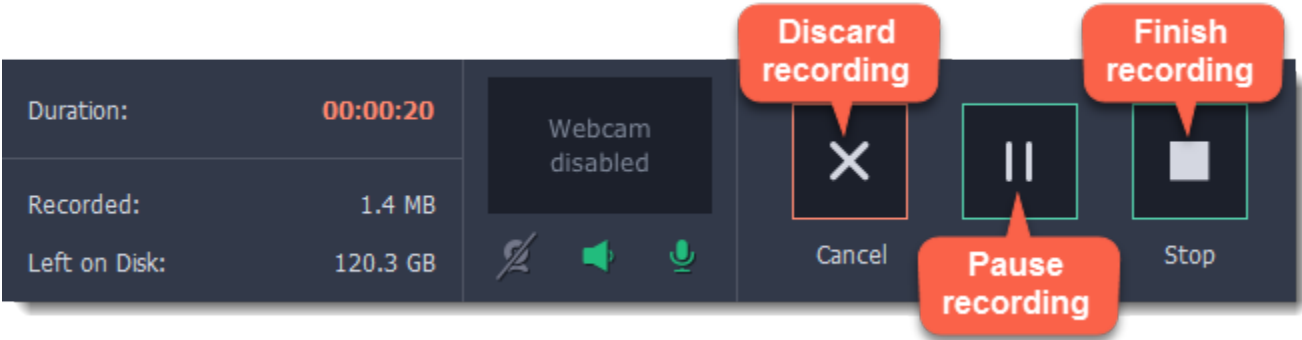 Discard
recording
Finish
recording
Duration: 00:00:20
Webcam
disabled
Recorded: 1.4 MB
Left on Disk: 120.3 GB
Cancel
Pause
recording
Stop